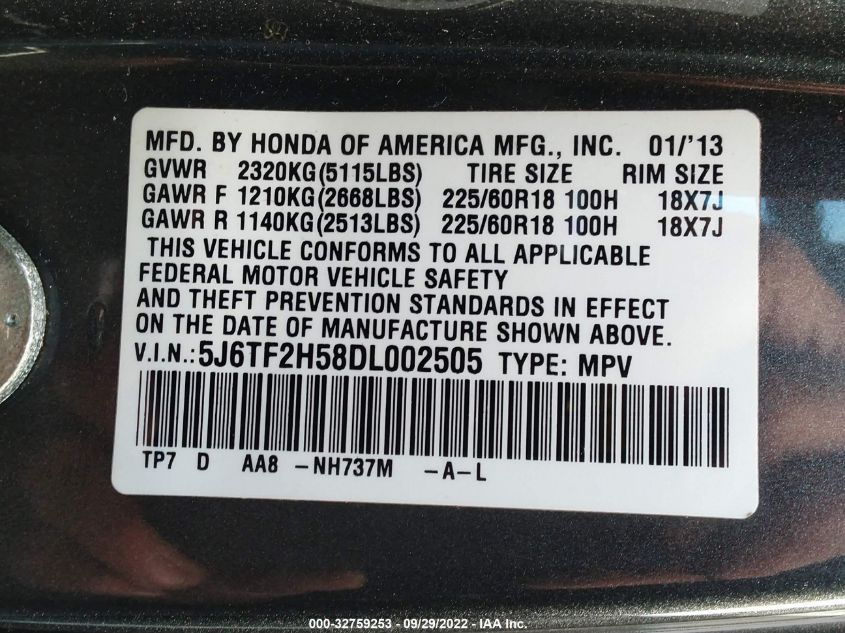 MFD. BY HONDA OF AMERICA MFG., INC. 01/'13
GVWR 2320KG(5115LBS) TIRE SIZE RIM SIZE
GAWR F 1210KG(2668LBS) 225/60R18 100H 18X7J
GAWR R 1140KG(2513LBS) 225/60R18 100H 18X7J
THIS VEHICLE CONFORMS TO ALL APPLICABLE
FEDERAL MOTOR VEHICLE SAFETY
AND THEFT PREVENTION STANDARDS IN EFFECT
ON THE DATE OF MANUFACTURE SHOWN ABOVE.
V.I.N.:5J6TF2H58DL002505 TYPE: MPV
TP7 D AA8 -NH737M -A-L
000-32759253 - 09/29/2022 - IAA Inc.